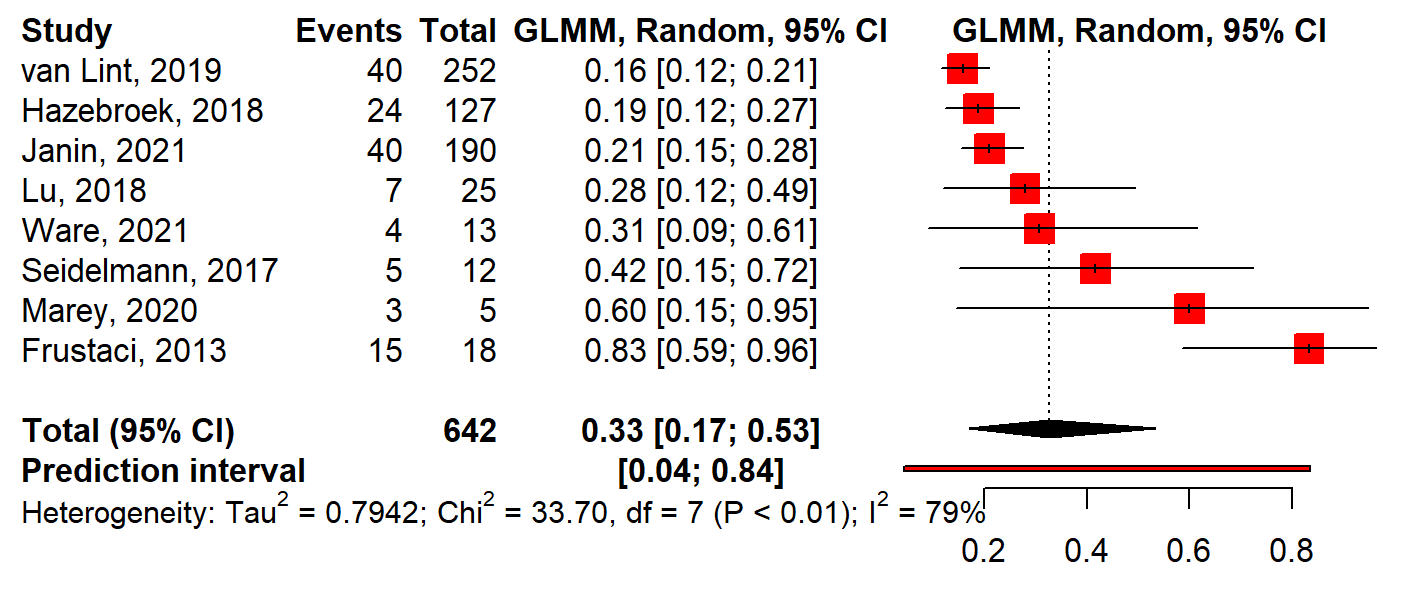 Study Events Total GLMM, Random, 95% CI GLMM, Random, 95% CI
van Lint, 2019 40 252 0.16 [0.12; 0.21]
Hazebroek, 2018 24 127 0.19 [0.12; 0.27]
Janin, 2021 40 190 0.21 [0.15; 0.28]
Lu, 2018 7 25 0.28 [0.12; 0.49]
Ware, 2021 4 13 0.31 [0.09; 0.61]
Seidelmann, 2017 5 12 0.42 [0.15; 0.72]
Marey, 2020 3 5 0.60 [0.15; 0.95]
Frustaci, 2013 15 18 0.83 [0.59; 0.96]
Total (95% CI) 642 0.33 [0.17; 0.53]
Prediction interval [0.04; 0.84]
Heterogeneity: Tau² = 0.7942; Chi² = 33.70, df = 7 (P < 0.01); I² = 79%
0.2 0.4 0.6 0.8